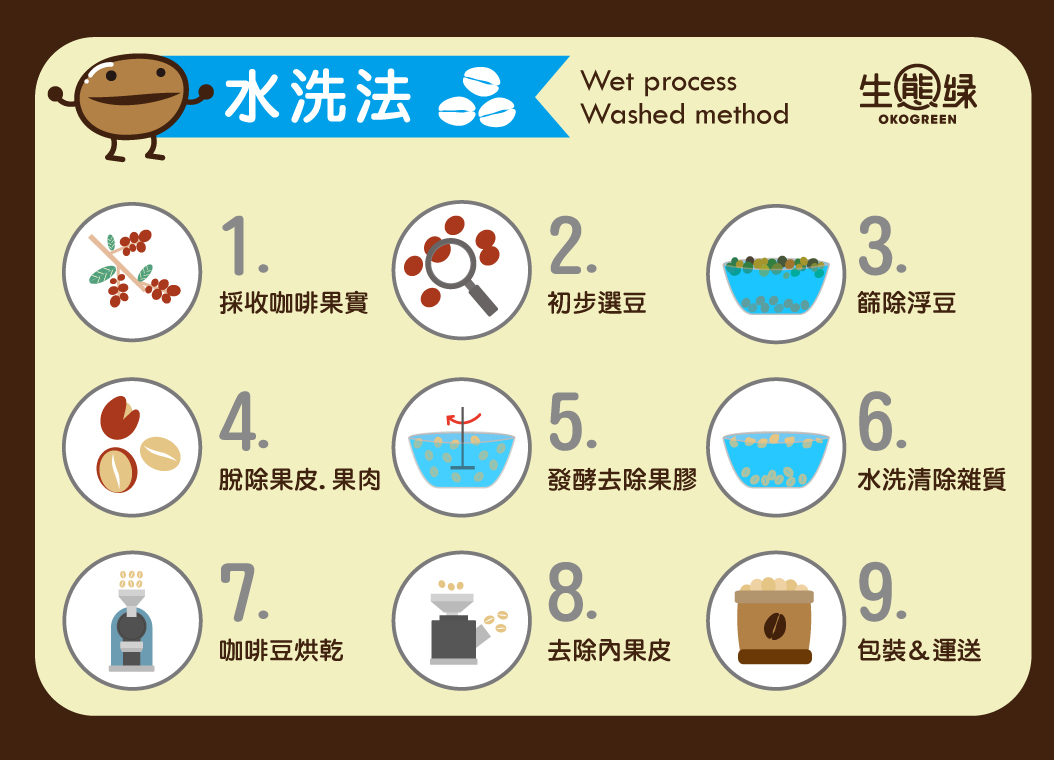 水洗法
Wet process
Washed method
生熊绿
OKOGREEN
1.
採收咖啡果實
2.
初步選豆
3.
篩除浮豆
4.
脫除果皮. 果肉
5.
發酵去除果膠
6.
水洗清除雜質
7.
咖啡豆烘乾
8.
去除內果皮
9.
包裝＆運送